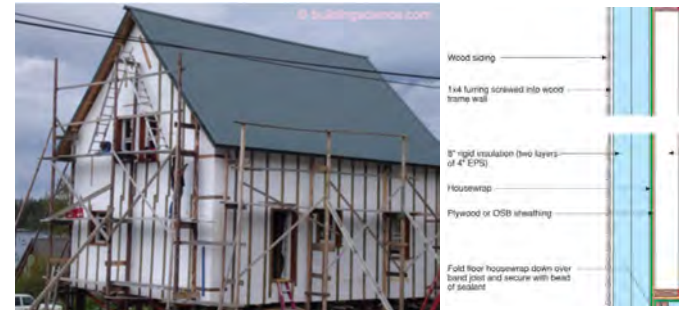 © buildingscience.com
Wood siding
1x4 furring screwed into wood
frame wall
8" rigid insulation (two layers
of 4" EPS)
Housewrap
Plywood or OSB sheathing
Fold floor housewrap down over
band joist and secure with bead
of sealant